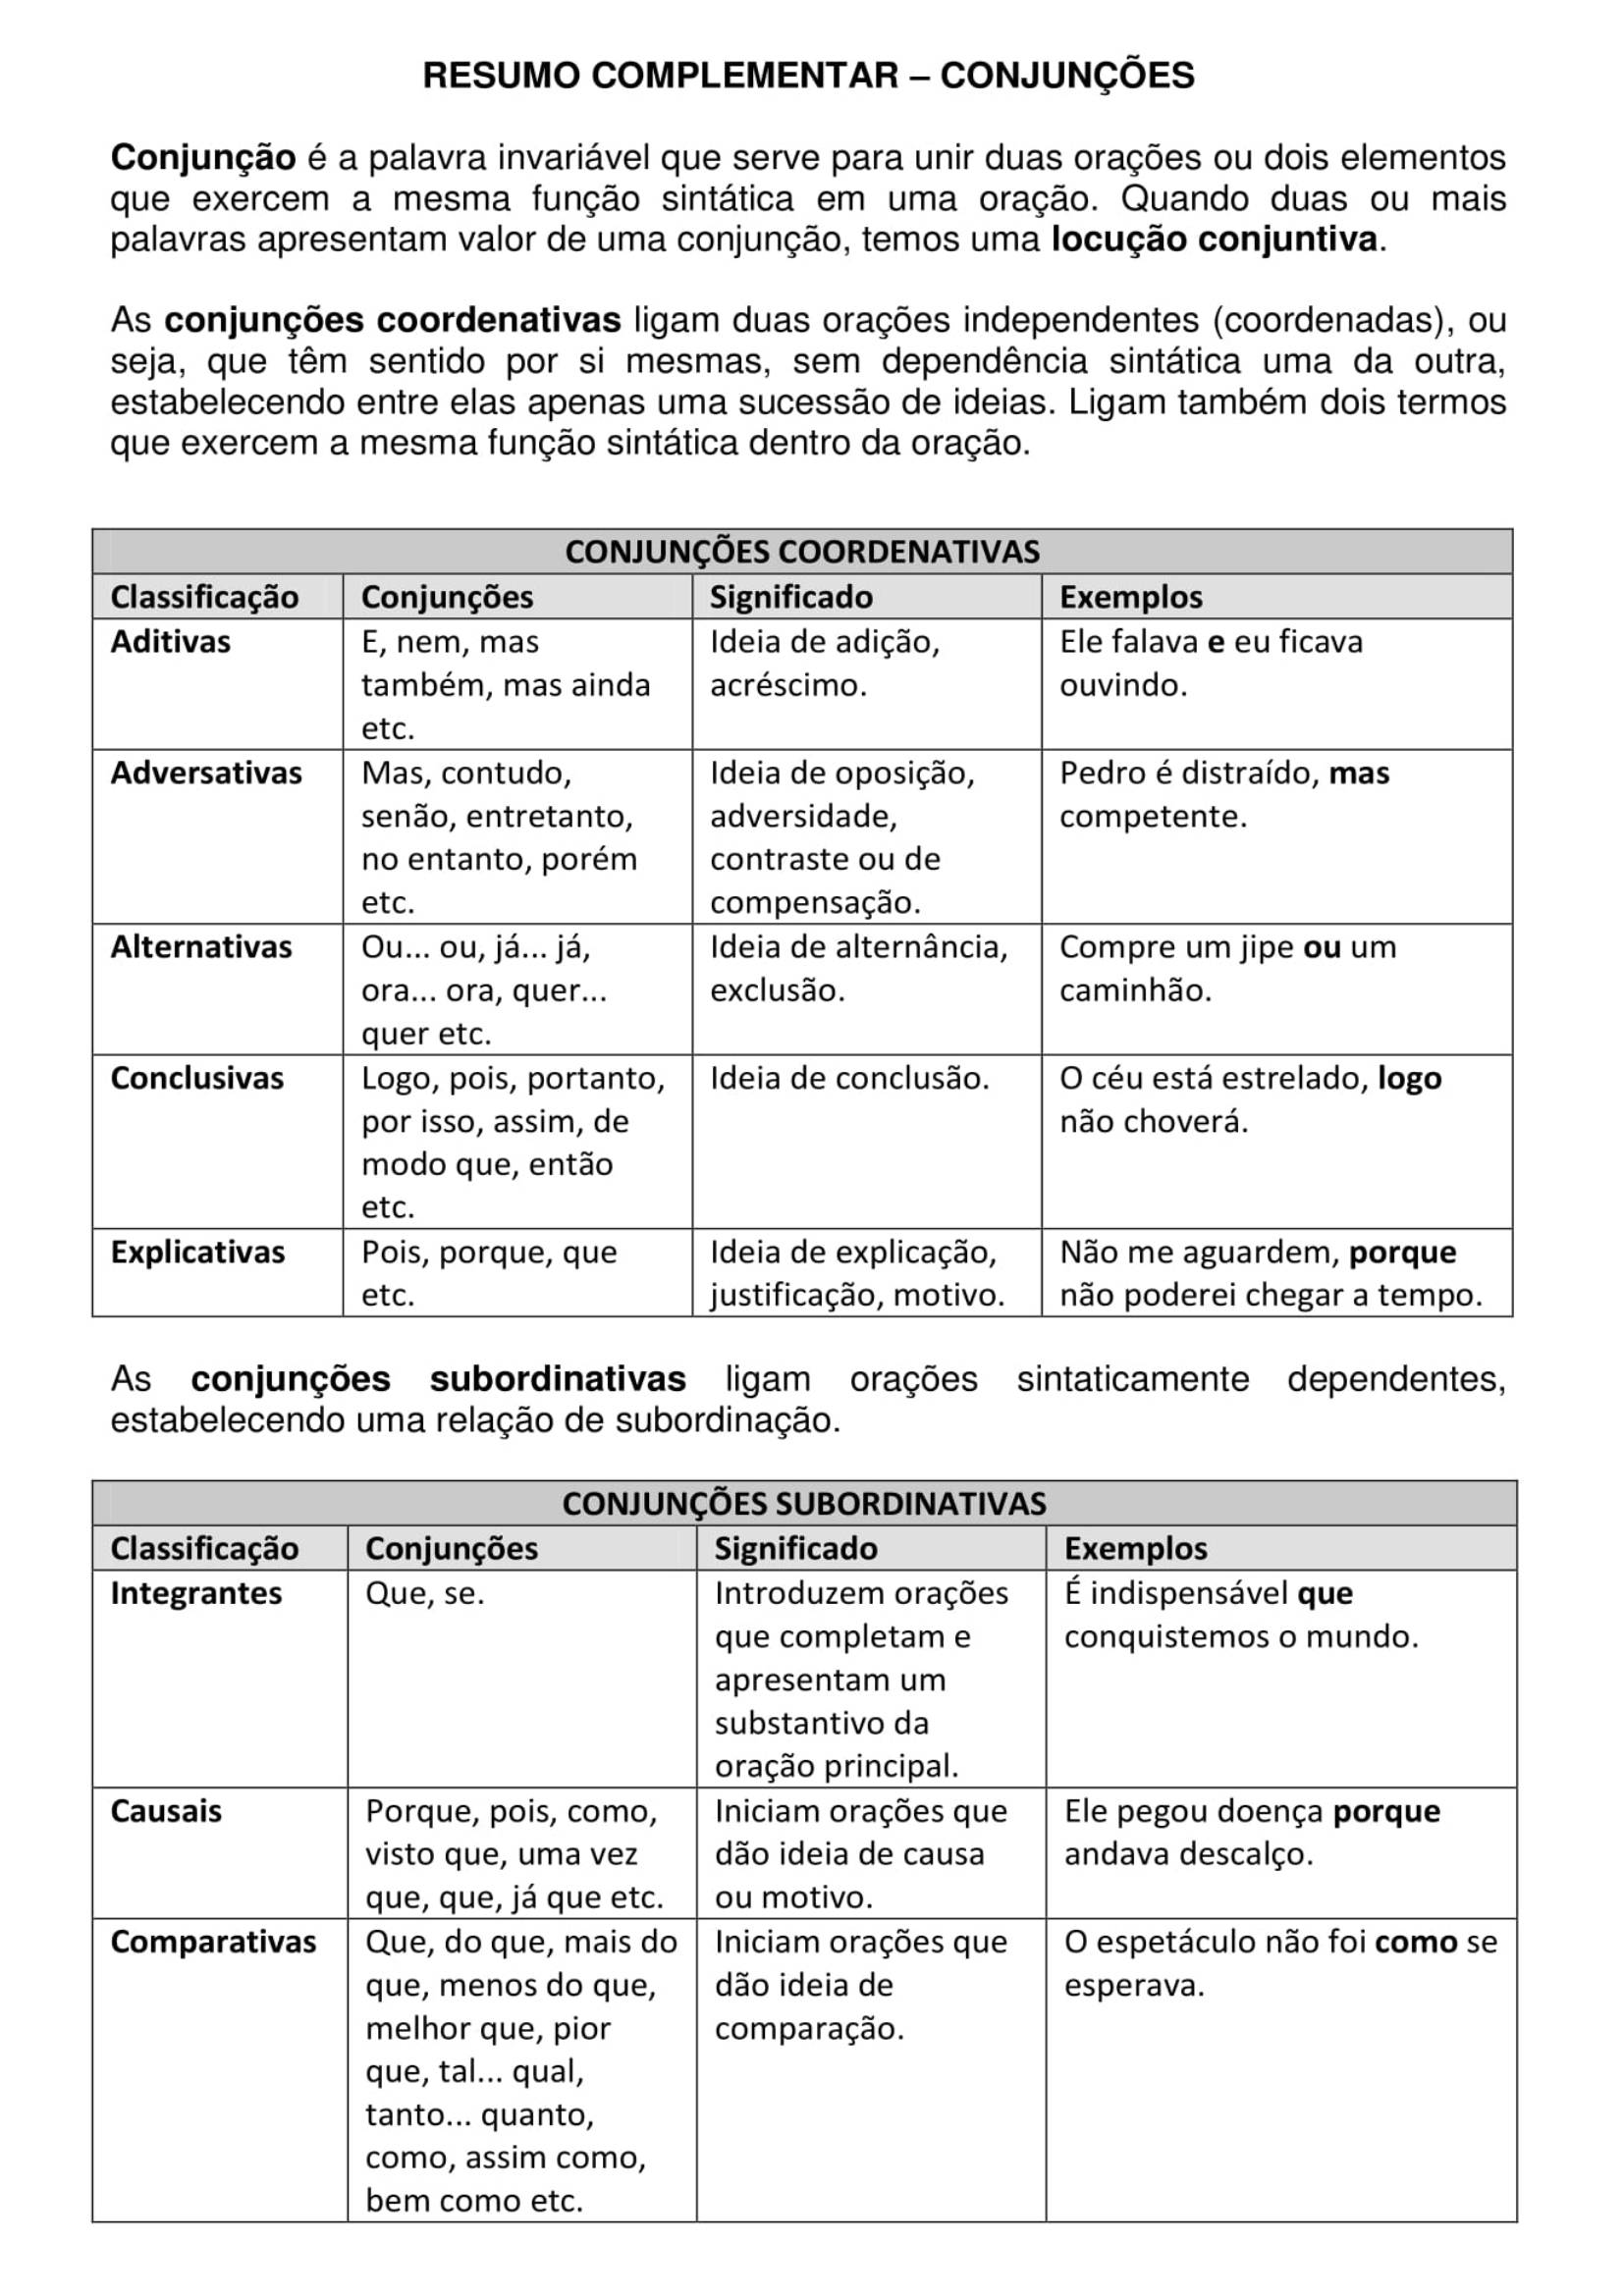 RESUMO COMPLEMENTAR – CONJUNÇÕES
Conjunção é a palavra invariável que serve para unir duas orações ou dois elementos
que exercem a mesma função sintática em uma oração. Quando duas ou mais
palavras apresentam valor de uma conjunção, temos uma locução conjuntiva.
As conjunções coordenativas ligam duas orações independentes (coordenadas), ou
seja, que têm sentido por si mesmas, sem dependência sintática uma da outra,
estabelecendo entre elas apenas uma sucessão de ideias. Ligam também dois termos
que exercem a mesma função sintática dentro da oração.
CONJUNÇÕES COORDENATIVAS
Classificação
Conjunções
Significado
Exemplos
Aditivas
E, nem, mas
também, mas ainda
etc.
Ideia de adição,
acréscimo.
Ele falava e eu ficava
ouvindo.
Adversativas
Mas, contudo,
senão, entretanto,
no entanto, porém
etc.
Ideia de oposição,
adversidade,
contraste ou de
compensação.
Pedro é distraído, mas
competente.
Alternativas
Ou... ou, já... já,
ora... ora, quer...
quer etc.
Ideia de alternância,
exclusão.
Compre um jipe ou um
caminhão.
Conclusivas
Logo, pois, portanto,
por isso, assim, de
modo que, então
etc.
Ideia de conclusão.
O céu está estrelado, logo
não choverá.
Explicativas
Pois, porque, que
etc.
Ideia de explicação,
justificação, motivo.
Não me aguardem, porque
não poderei chegar a tempo.
As conjunções subordinativas ligam orações sintaticamente dependentes,
estabelecendo uma relação de subordinação.
CONJUNÇÕES SUBORDINATIVAS
Classificação
Conjunções
Significado
Exemplos
Integrantes
Que, se.
Introduzem orações
que completam e
apresentam um
substantivo da
oração principal.
É indispensável que
conquistemos o mundo.
Causais
Porque, pois, como,
visto que, uma vez
que, que, já que etc.
Iniciam orações que
dão ideia de causa
ou motivo.
Ele pegou doença porque
andava descalço.
Comparativas
Que, do que, mais do
que, menos do que,
melhor que, pior
que, tal... qual,
tanto... quanto,
como, assim como,
bem como etc.
Iniciam orações que
dão ideia de
comparação.
O espetáculo não foi como se
esperava.